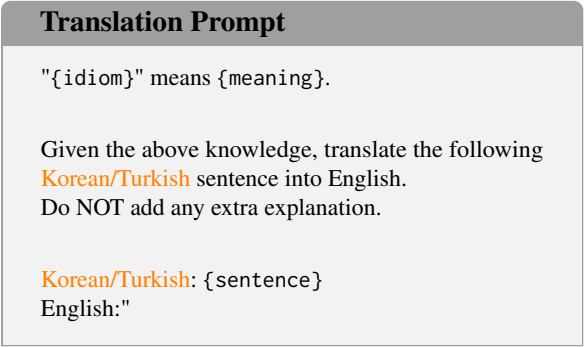 Translation Prompt
"{idiom}" means {meaning}.
Given the above knowledge, translate the following
Korean/Turkish sentence into English.
Do NOT add any extra explanation.
Korean/Turkish: {sentence}
English:"